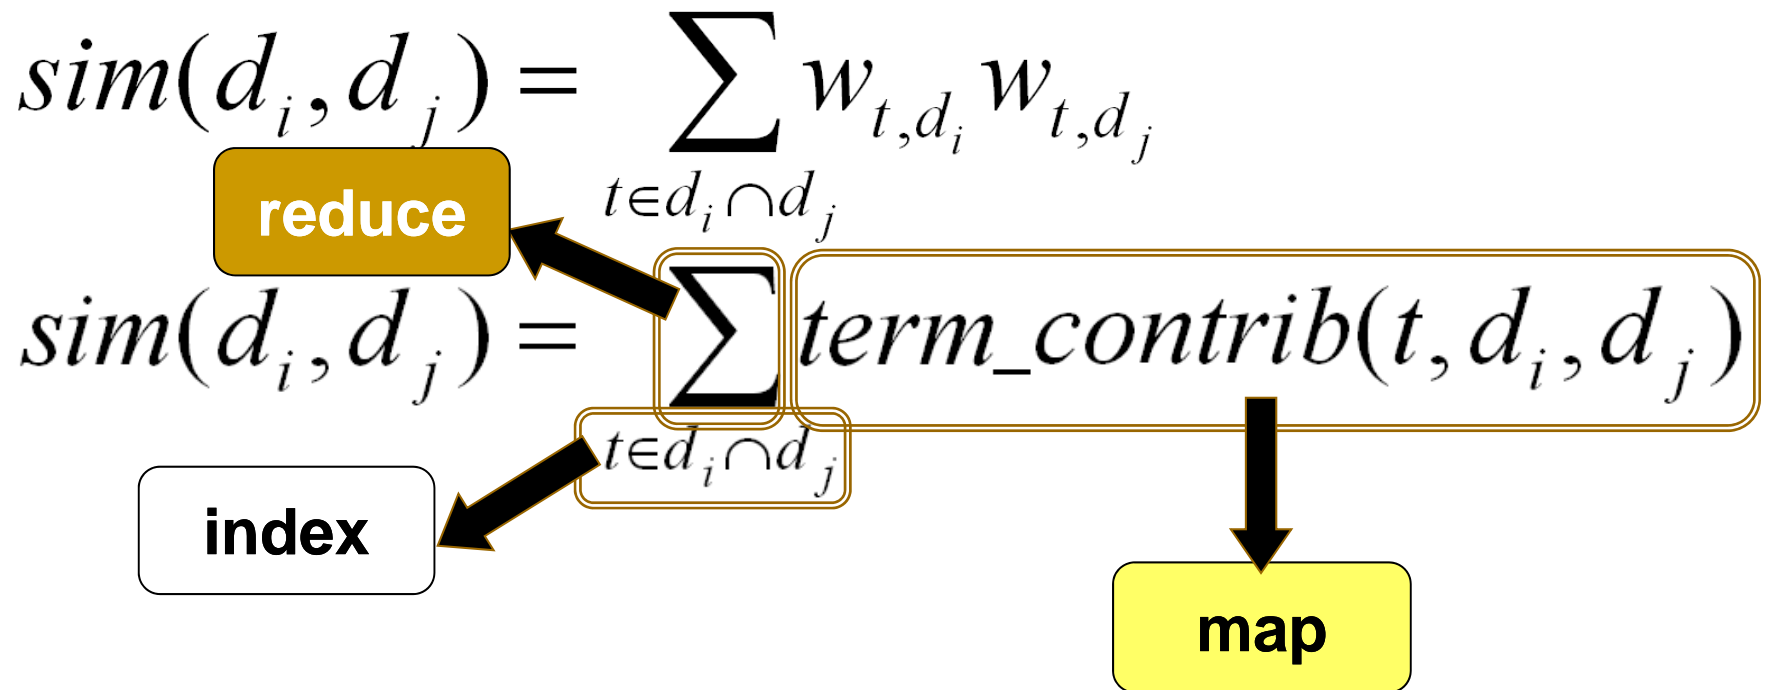 sim(d_i, d_j) = ∑ w_{t,d_i} w_{t,d_j}
t∈d_i∩d_j
reduce
sim(d_i, d_j) = ∑ term_contrib(t, d_i, d_j)
t∈d_i∩d_j
index
map